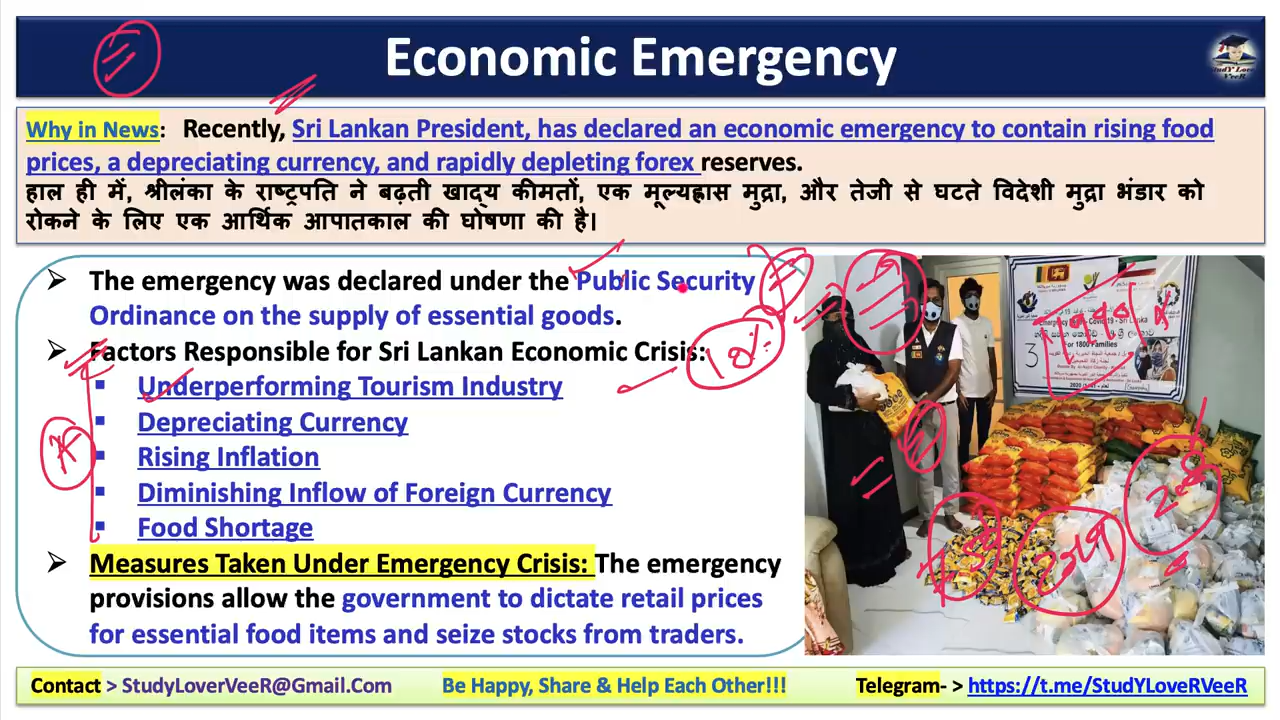 Economic Emergency
StudY Love
VeeR
Why in News: Recently, Sri Lankan President, has declared an economic emergency to contain rising food
prices, a depreciating currency, and rapidly depleting forex reserves.
हाल ही में, श्रीलंका के राष्ट्रपति ने बढ़ती खाद्य कीमतों, एक मूल्यह्रास मुद्रा, और तेजी से घटते विदेशी मुद्रा भंडार को
रोकने के लिए एक आर्थिक आपातकाल की घोषणा की है।
➢ The emergency was declared under the Public Security
Ordinance on the supply of essential goods.
➢ Factors Responsible for Sri Lankan Economic Crisis:
▪ Underperforming Tourism Industry
▪ Depreciating Currency
▪ Rising Inflation
▪ Diminishing Inflow of Foreign Currency
▪ Food Shortage
➢ Measures Taken Under Emergency Crisis: The emergency
provisions allow the government to dictate retail prices
for essential food items and seize stocks from traders.
10%
For 1800 Families
3
2020
Contact > StudyLoverVeeR@Gmail.Com
Be Happy, Share & Help Each Other!!!
Telegram- > https://t.me/StudYLoveRVeeR